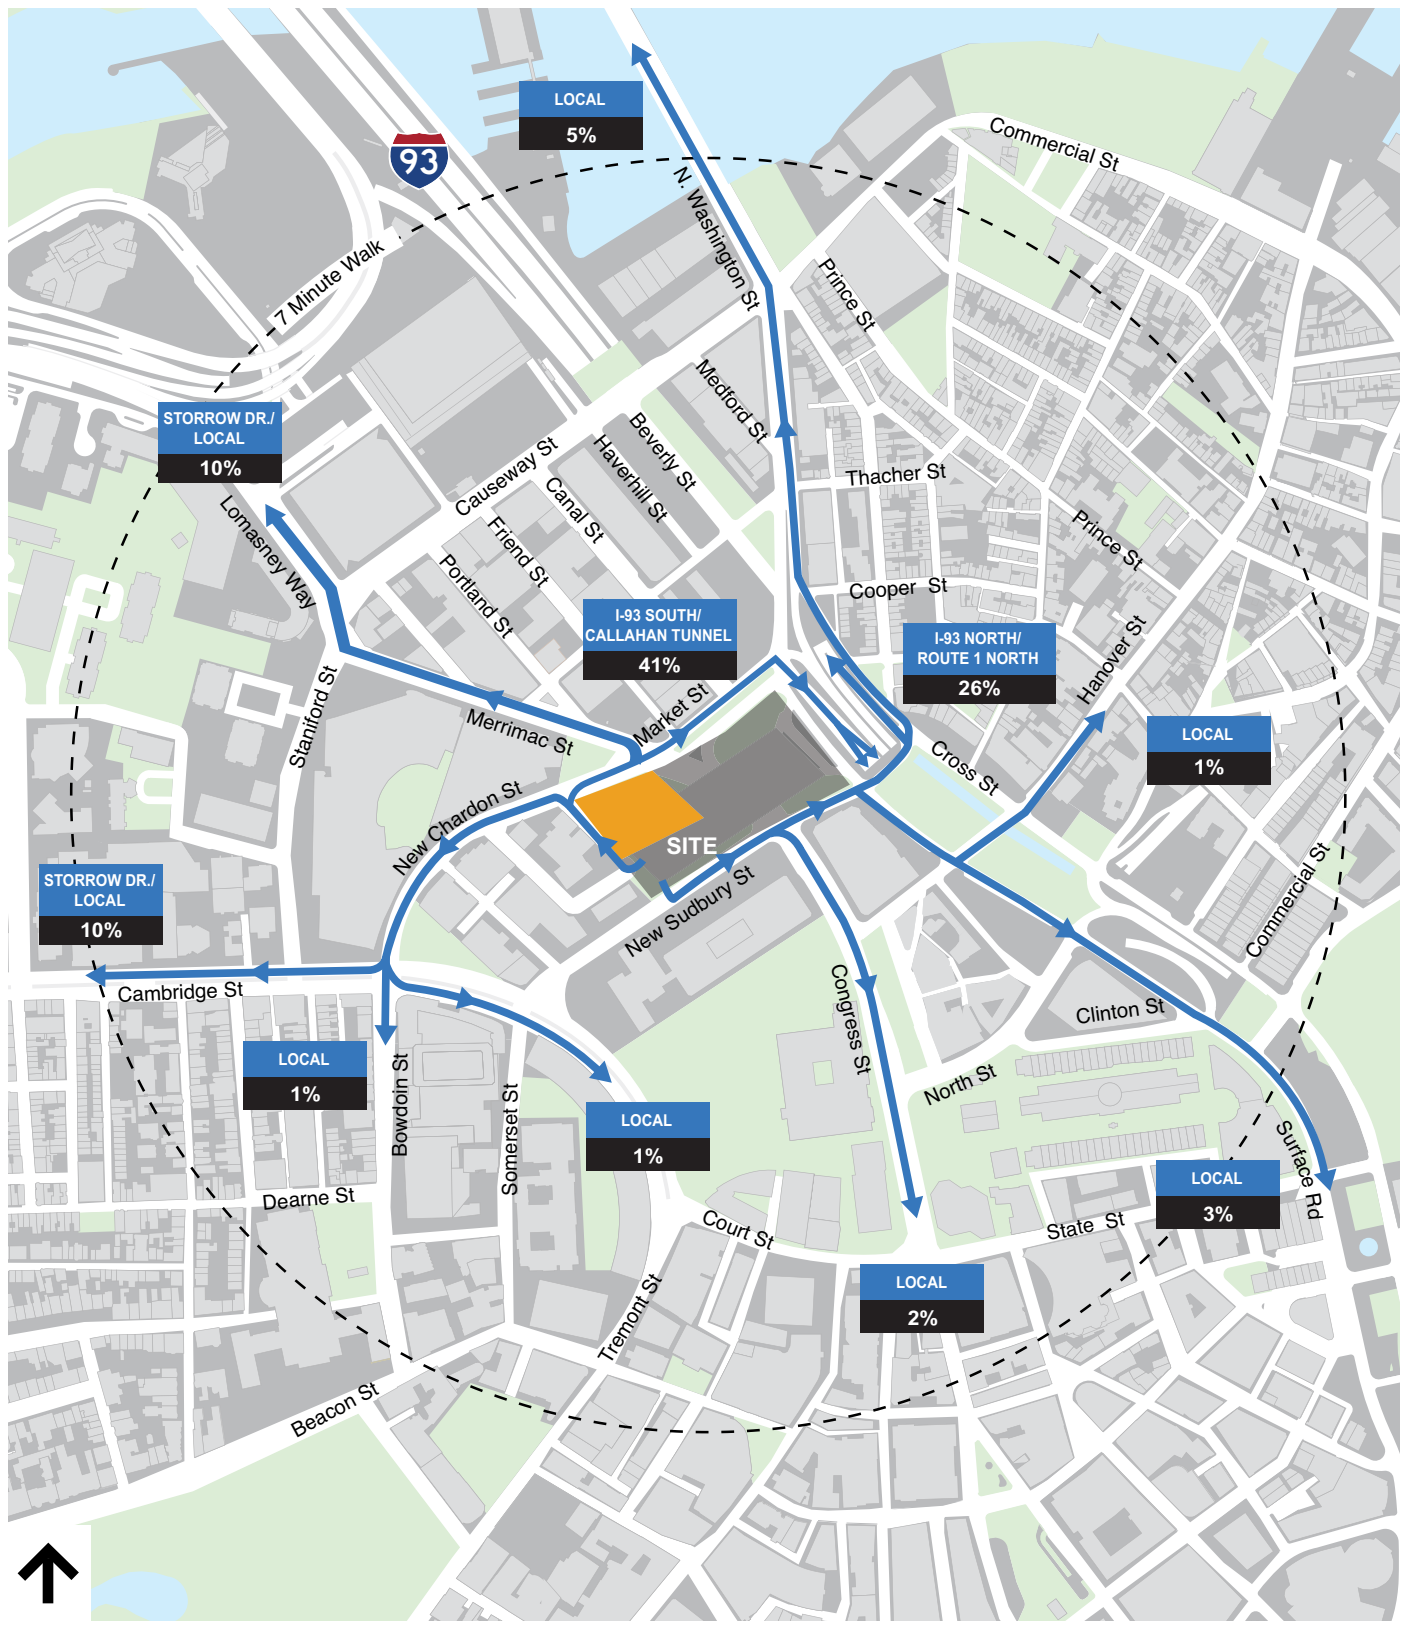 LOCAL
5%
93
Commercial St
N. Washington St
7 Minute Walk
Prince St
Medford St
STORROW DR./
LOCAL
10%
Beverly St
Haverhill St
Causeway St
Canal St
Thacher St
Lomasney Way
Friend St
Portland St
Prince St
Cooper St
I-93 SOUTH/
CALLAHAN TUNNEL
41%
I-93 NORTH/
ROUTE 1 NORTH
26%
Hanover St
Staniford St
Merrimac St
Market St
Cross St
LOCAL
1%
New Chardon St
SITE
STORROW DR./
LOCAL
10%
New Sudbury St
Commercial St
Cambridge St
Congress St
Clinton St
LOCAL
1%
Bowdoin St
Somerset St
North St
LOCAL
1%
Surface Rd
LOCAL
3%
Dearne St
Court St
State St
LOCAL
2%
Tremont St
Beacon St